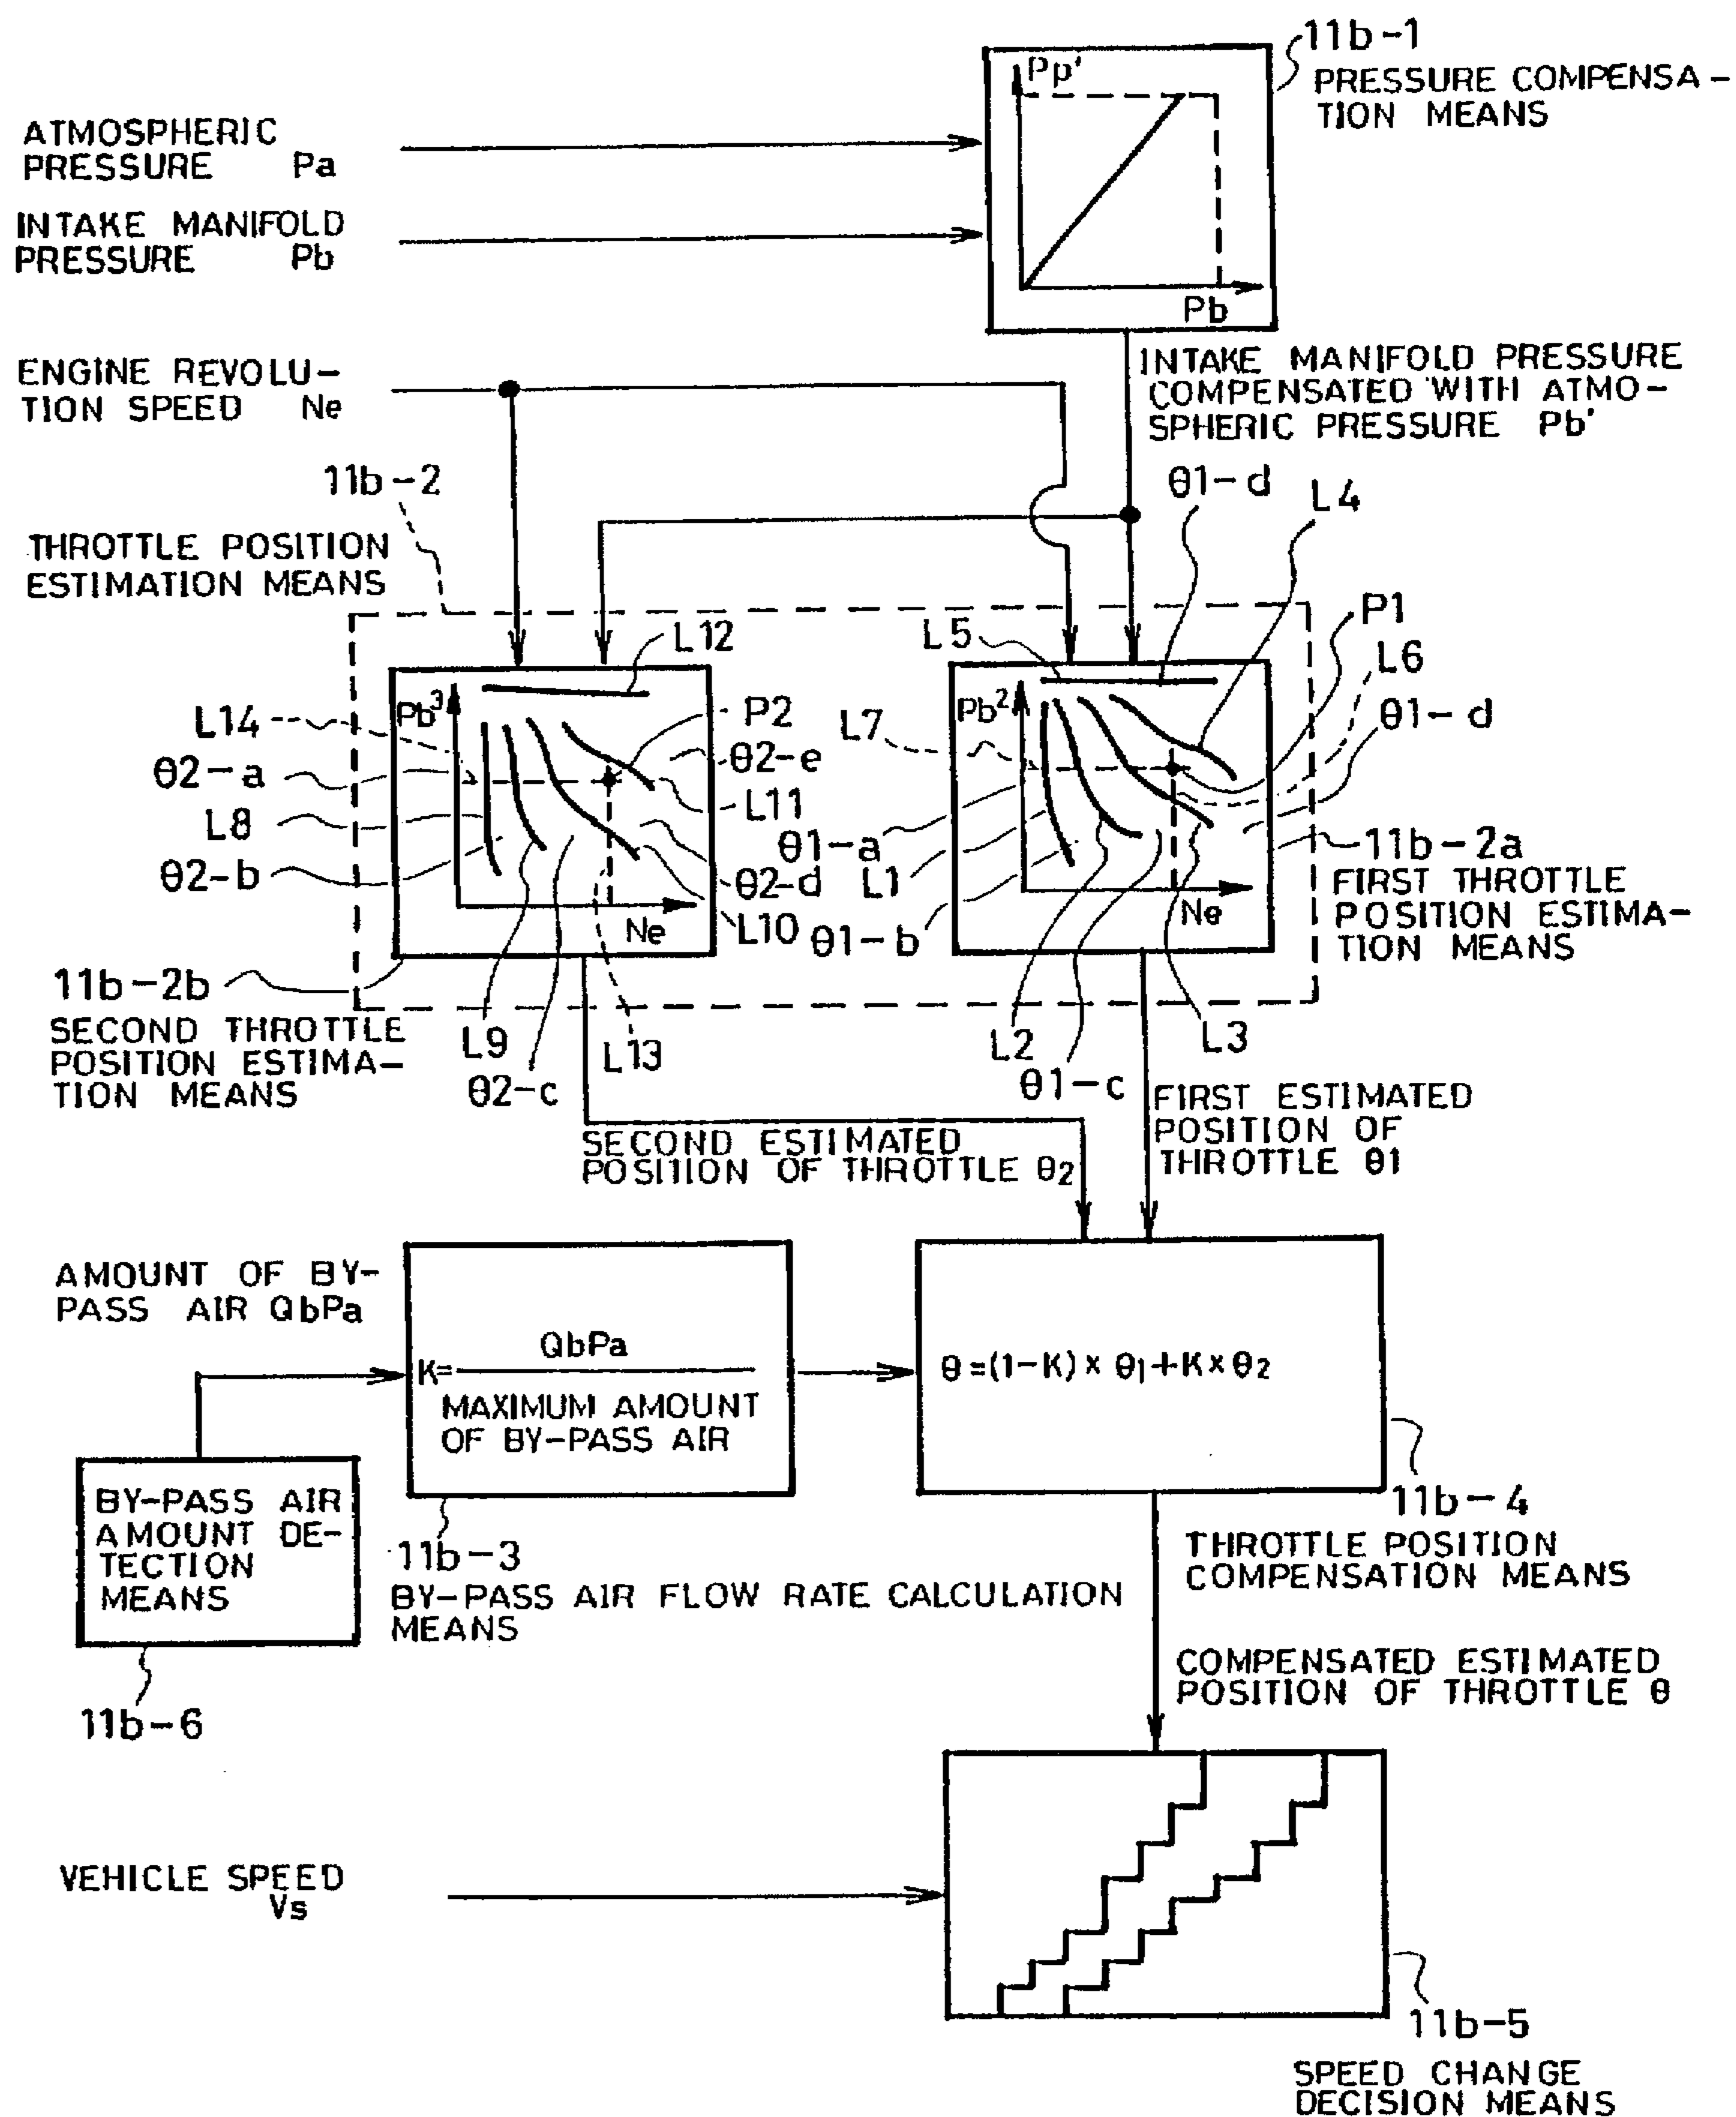 11b-1
PRESSURE COMPENSA-
TION MEANS
Pp'
Pb
ATMOSPHERIC
PRESSURE Pa
INTAKE MANIFOLD
PRESSURE Pb
ENGINE REVOLU-
TION SPEED Ne
INTAKE MANIFOLD PRESSURE
COMPENSATED WITH ATMO-
SPHERIC PRESSURE Pb'
11b-2
THROTTLE POSITION
ESTIMATION MEANS
θ1-d
L4
P1
L6
θ1-d
L12
L5
Pb3
Pb2
L14
P2
L7
θ2-a
θ2-e
L8
L11
θ1-a
11b-2a
θ2-b
θ2-d
L1
FIRST THROTTLE
POSITION ESTIMA-
TION MEANS
Ne
L10
θ1-b
Ne
11b-2b
SECOND THROTTLE
POSITION ESTIMA-
TION MEANS
L9
L13
θ2-c
L2
L3
θ1-c
SECOND ESTIMATED
POSITION OF THROTTLE θ2
FIRST ESTIMATED
POSITION OF
THROTTLE θ1
AMOUNT OF BY-
PASS AIR QbPa
QbPa
K=
MAXIMUM AMOUNT
OF BY-PASS AIR
θ=(1-K)×θ1+K×θ2
BY-PASS AIR
AMOUNT DE-
TECTION
MEANS
11b-3
BY-PASS AIR FLOW RATE CALCULATION
MEANS
11b-4
THROTTLE POSITION
COMPENSATION MEANS
11b-6
COMPENSATED ESTIMATED
POSITION OF THROTTLE θ
VEHICLE SPEED
Vs
11b-5
SPEED CHANGE
DECISION MEANS